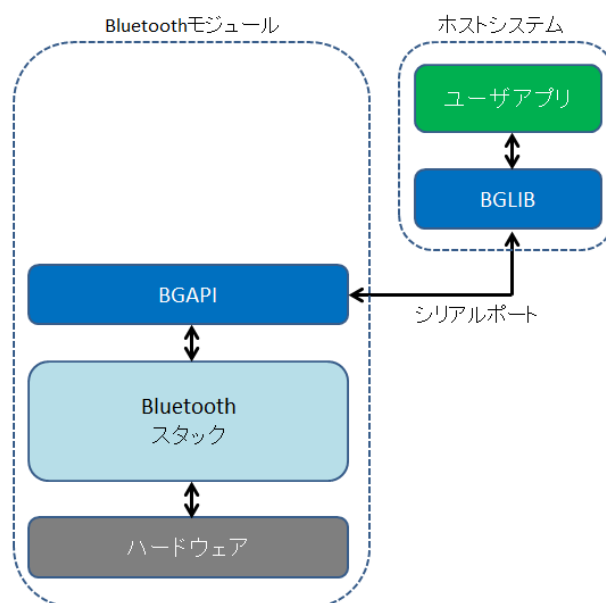 Bluetoothモジュール
ホストシステム
ユーザアプリ
BGLIB
BGAPI
シリアルポート
Bluetooth
スタック
ハードウェア